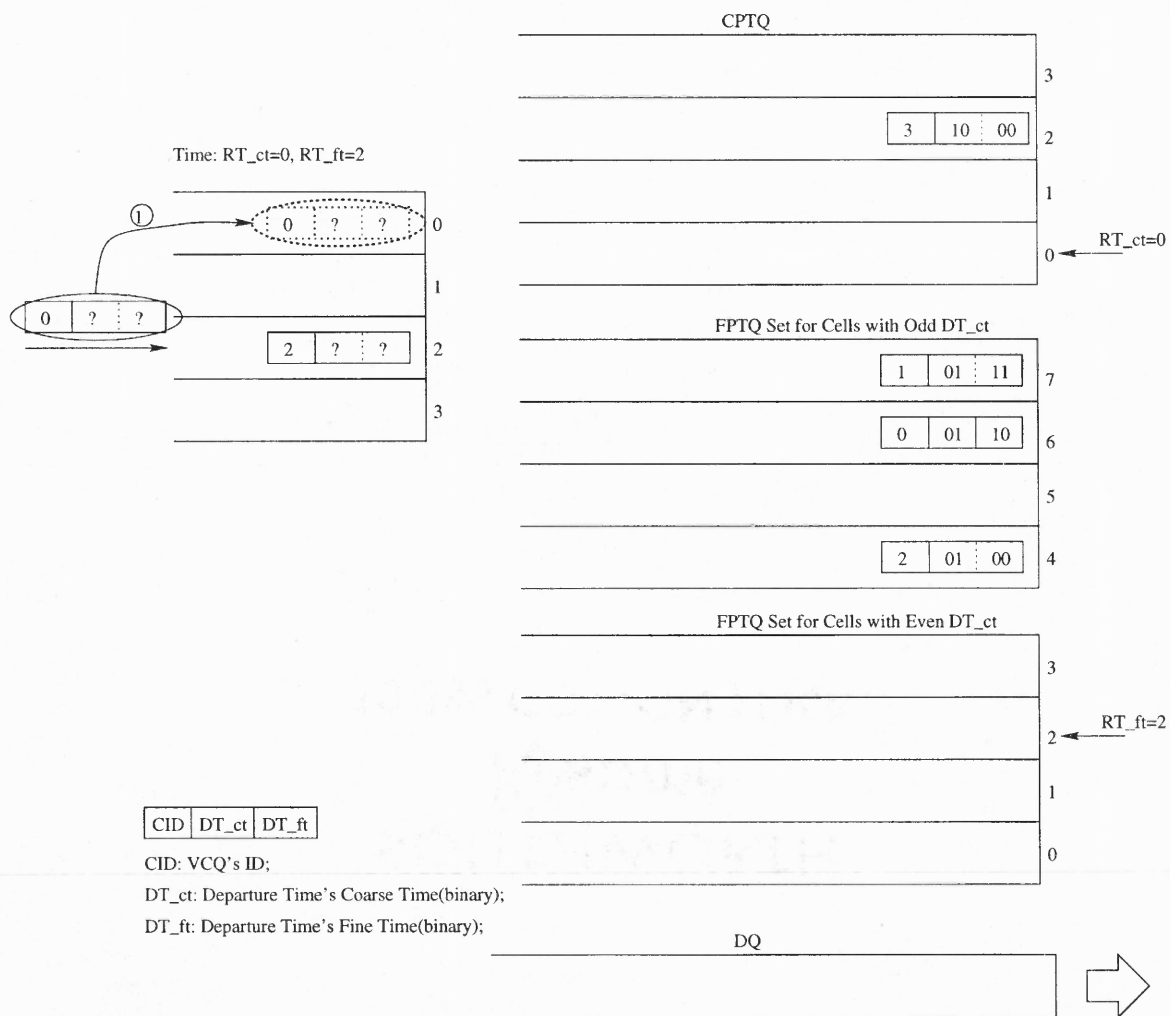 CPTQ
3
3 10 00
2
1
0
RT_ct=0
Time: RT_ct=0, RT_ft=2
1
0 ? ?
0
1
0 ? ?
2 ? ?
2
3
FPTQ Set for Cells with Odd DT_ct
1 01 11
7
0 01 10
6
5
2 01 00
4
FPTQ Set for Cells with Even DT_ct
3
2
RT_ft=2
1
0
CID DT_ct DT_ft
CID: VCQ's ID;
DT_ct: Departure Time's Coarse Time(binary);
DT_ft: Departure Time's Fine Time(binary);
DQ